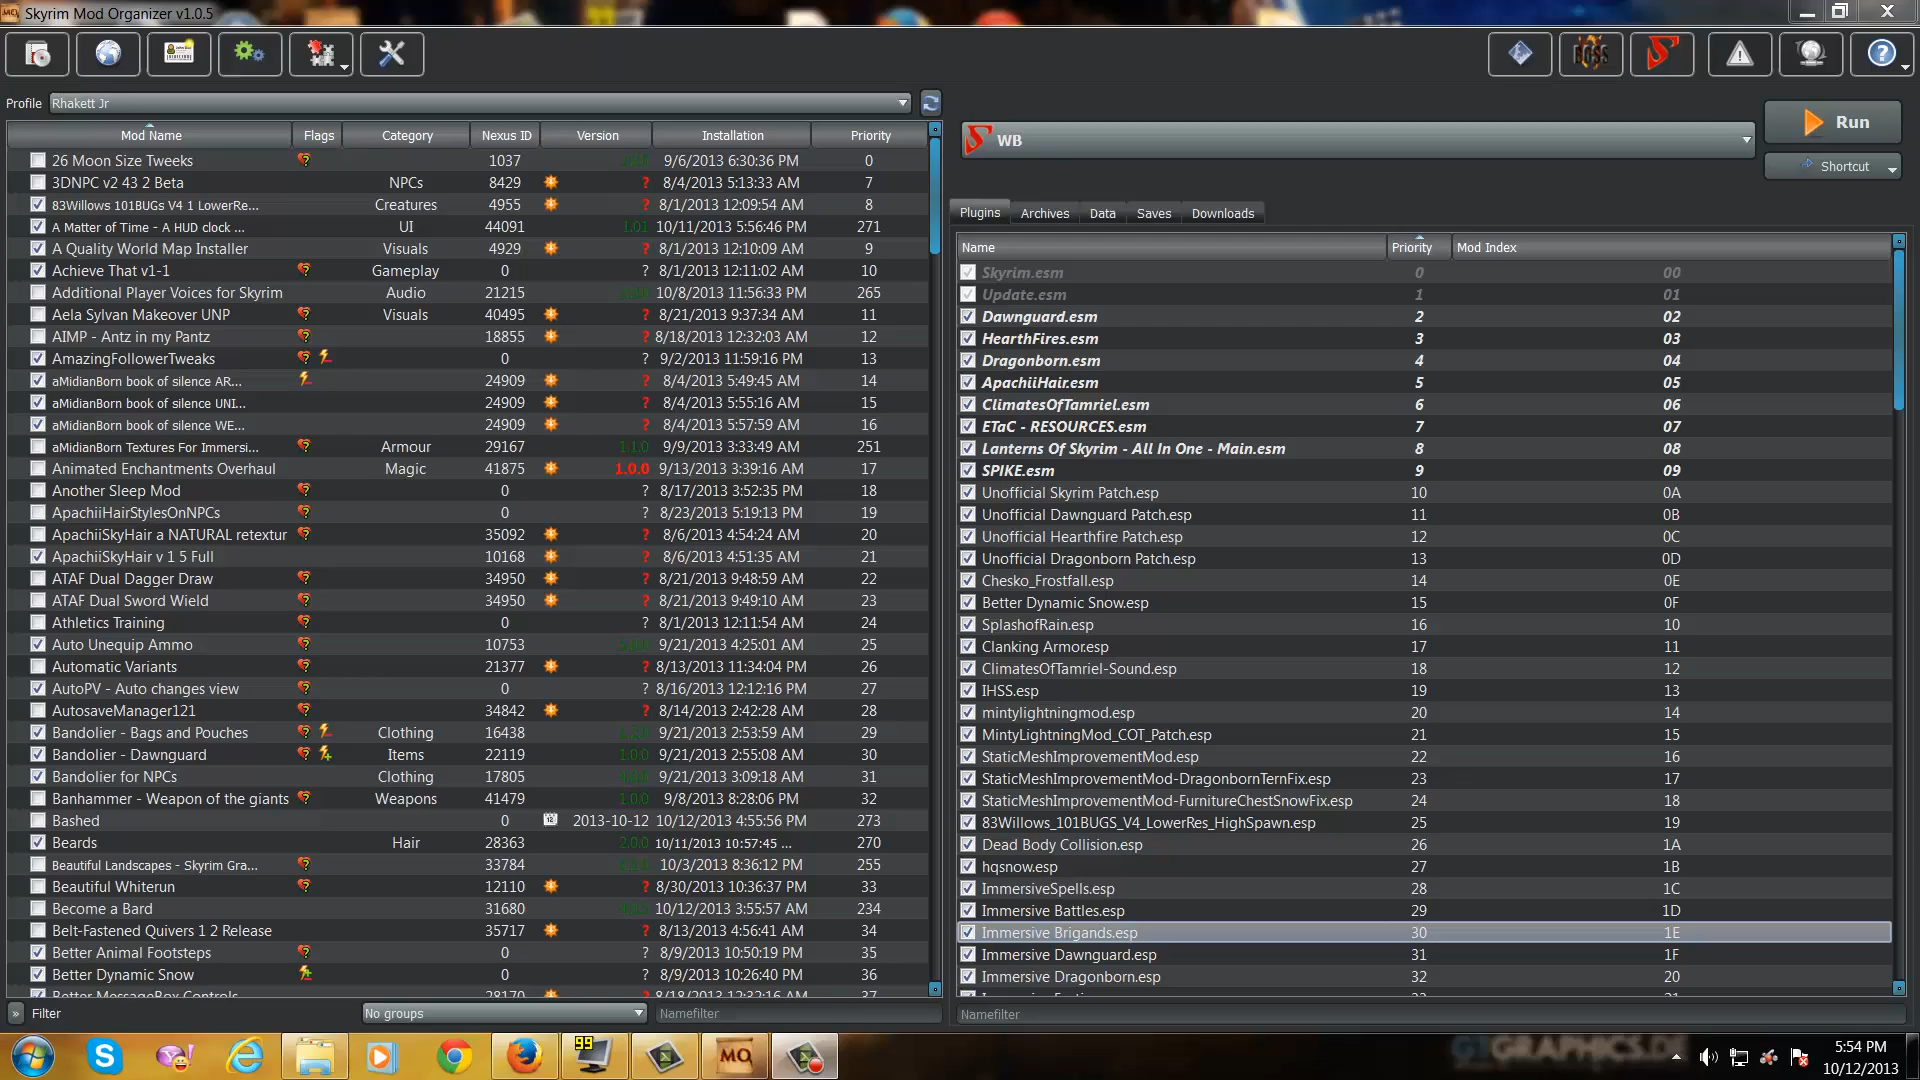 Skyrim Mod Organizer v1.0.5
Profile Rhakett Jr
Mod Name Flags Category Nexus ID Version Installation Priority
26 Moon Size Tweeks 1037 9/6/2013 6:30:36 PM 0
3DNPC v2 43 2 Beta NPCs 8429 ? 8/4/2013 5:13:33 AM 7
83Willows 101BUGs V4 1 LowerRe... Creatures 4955 ? 8/1/2013 12:09:54 AM 8
A Matter of Time - A HUD clock ... UI 44091 1.01 10/11/2013 5:56:46 PM 271
A Quality World Map Installer Visuals 4929 ? 8/1/2013 12:10:09 AM 9
Achieve That v1-1 Gameplay 0 ? 8/1/2013 12:11:02 AM 10
Additional Player Voices for Skyrim Audio 21215 10/8/2013 11:56:33 PM 265
Aela Sylvan Makeover UNP Visuals 40495 ? 8/21/2013 9:37:34 AM 11
AIMP - Antz in my Pantz 18855 ? 8/18/2013 12:32:03 AM 12
AmazingFollowerTweaks 0 ? 9/2/2013 11:59:16 PM 13
aMidianBorn book of silence AR... 24909 ? 8/4/2013 5:49:45 AM 14
aMidianBorn book of silence UNI... 24909 ? 8/4/2013 5:55:16 AM 15
aMidianBorn book of silence WE... 24909 ? 8/4/2013 5:57:59 AM 16
aMidianBorn Textures For Immersi... Armour 29167 1.1.0 9/9/2013 3:33:49 AM 251
Animated Enchantments Overhaul Magic 41875 1.0.0 9/13/2013 3:39:16 AM 17
Another Sleep Mod 0 ? 8/17/2013 3:52:35 PM 18
ApachiiHairStylesOnNPCs 0 ? 8/23/2013 5:19:13 PM 19
ApachiiSkyHair a NATURAL retextur 35092 ? 8/6/2013 4:54:24 AM 20
ApachiiSkyHair v 1 5 Full 10168 ? 8/6/2013 4:51:35 AM 21
ATAF Dual Dagger Draw 34950 ? 8/21/2013 9:48:59 AM 22
ATAF Dual Sword Wield 34950 ? 8/21/2013 9:49:10 AM 23
Athletics Training 0 ? 8/1/2013 12:11:54 AM 24
Auto Unequip Ammo 10753 9/21/2013 4:25:01 AM 25
Automatic Variants 21377 ? 8/13/2013 11:34:04 PM 26
AutoPV - Auto changes view 0 ? 8/16/2013 12:12:16 PM 27
AutosaveManager121 34842 ? 8/14/2013 2:42:28 AM 28
Bandolier - Bags and Pouches Clothing 16438 9/21/2013 2:53:59 AM 29
Bandolier - Dawnguard Items 22119 1.0.0 9/21/2013 2:55:08 AM 30
Bandolier for NPCs Clothing 17805 9/21/2013 3:09:18 AM 31
Banhammer - Weapon of the giants Weapons 41479 1.0.0 9/8/2013 8:28:06 PM 32
Bashed 0 2013-10-12 10/12/2013 4:55:56 PM 273
Beards Hair 28363 2.0.0 10/11/2013 10:57:45 ... 270
Beautiful Landscapes - Skyrim Gra... 33784 10/3/2013 8:36:12 PM 255
Beautiful Whiterun 12110 ? 8/30/2013 10:36:37 PM 33
Become a Bard 31680 10/12/2013 3:55:57 AM 234
Belt-Fastened Quivers 1 2 Release 35717 ? 8/13/2013 4:56:41 AM 34
Better Animal Footsteps 0 ? 8/9/2013 10:50:19 PM 35
Better Dynamic Snow 0 ? 8/9/2013 10:26:40 PM 36
Better MessageBox Controls 28170 ? 8/18/2013 12:32:16 AM 37
» Filter No groups Namefilter
BOSS
WB
Run
Shortcut
Plugins Archives Data Saves Downloads
Name Priority Mod Index
Skyrim.esm 0 00
Update.esm 1 01
Dawnguard.esm 2 02
HearthFires.esm 3 03
Dragonborn.esm 4 04
ApachiiHair.esm 5 05
ClimatesOfTamriel.esm 6 06
ETaC - RESOURCES.esm 7 07
Lanterns Of Skyrim - All In One - Main.esm 8 08
SPIKE.esm 9 09
Unofficial Skyrim Patch.esp 10 0A
Unofficial Dawnguard Patch.esp 11 0B
Unofficial Hearthfire Patch.esp 12 0C
Unofficial Dragonborn Patch.esp 13 0D
Chesko_Frostfall.esp 14 0E
Better Dynamic Snow.esp 15 0F
SplashofRain.esp 16 10
Clanking Armor.esp 17 11
ClimatesOfTamriel-Sound.esp 18 12
IHSS.esp 19 13
mintylightningmod.esp 20 14
MintyLightningMod_COT_Patch.esp 21 15
StaticMeshImprovementMod.esp 22 16
StaticMeshImprovementMod-DragonbornTernFix.esp 23 17
StaticMeshImprovementMod-FurnitureChestSnowFix.esp 24 18
83Willows_101BUGS_V4_LowerRes_HighSpawn.esp 25 19
Dead Body Collision.esp 26 1A
hqsnow.esp 27 1B
ImmersiveSpells.esp 28 1C
Immersive Battles.esp 29 1D
Immersive Brigands.esp 30 1E
Immersive Dawnguard.esp 31 1F
Immersive Dragonborn.esp 32 20
Namefilter
99
MO
GTGRAPHICS.DE
5:54 PM
10/12/2013